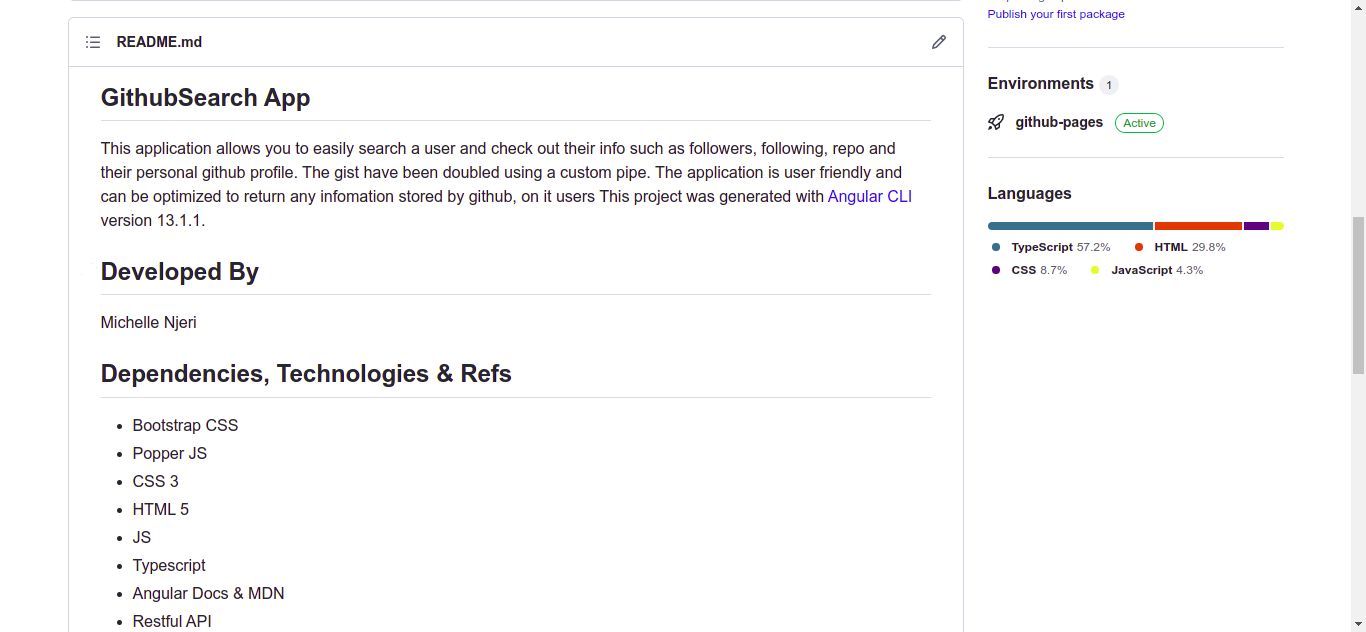 README.md
GithubSearch App
This application allows you to easily search a user and check out their info such as followers, following, repo and
their personal github profile. The gist have been doubled using a custom pipe. The application is user friendly and
can be optimized to return any infomation stored by github, on it users This project was generated with Angular CLI
version 13.1.1.
Developed By
Michelle Njeri
Dependencies, Technologies & Refs
Bootstrap CSS
Popper JS
CSS 3
HTML 5
JS
Typescript
Angular Docs & MDN
Restful API
Publish your first package
Environments 1
github-pages Active
Languages
TypeScript 57.2% HTML 29.8%
CSS 8.7% JavaScript 4.3%